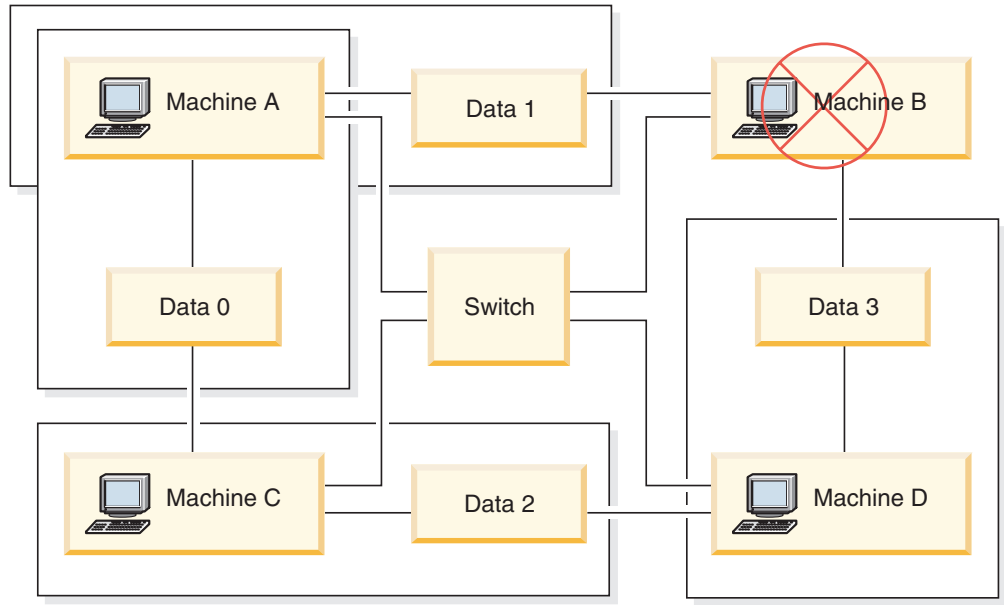 Machine A
Data 1
Machine B
Data 0
Switch
Data 3
Machine C
Data 2
Machine D